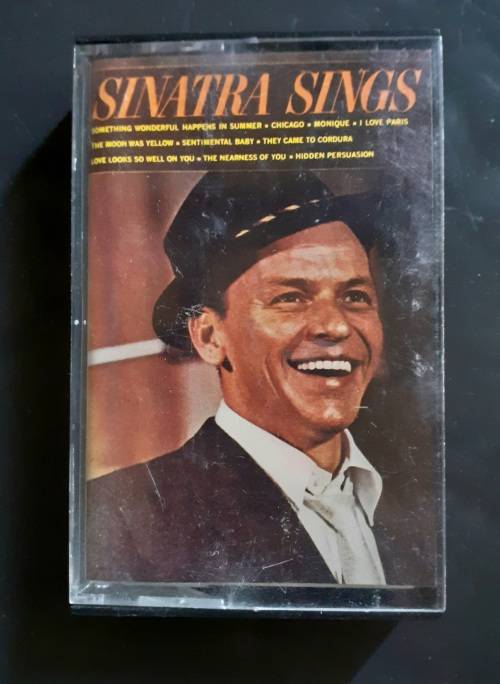 SINATRA SINGS
SOMETHING WONDERFUL HAPPENS IN SUMMER » CHICAGO » MONIQUE » I LOVE PARIS
THE MOON WAS YELLOW » SENTIMENTAL BABY » THEY CAME TO CORDURA
LOVE LOOKS SO WELL ON YOU » THE NEARNESS OF YOU » HIDDEN PERSUASION